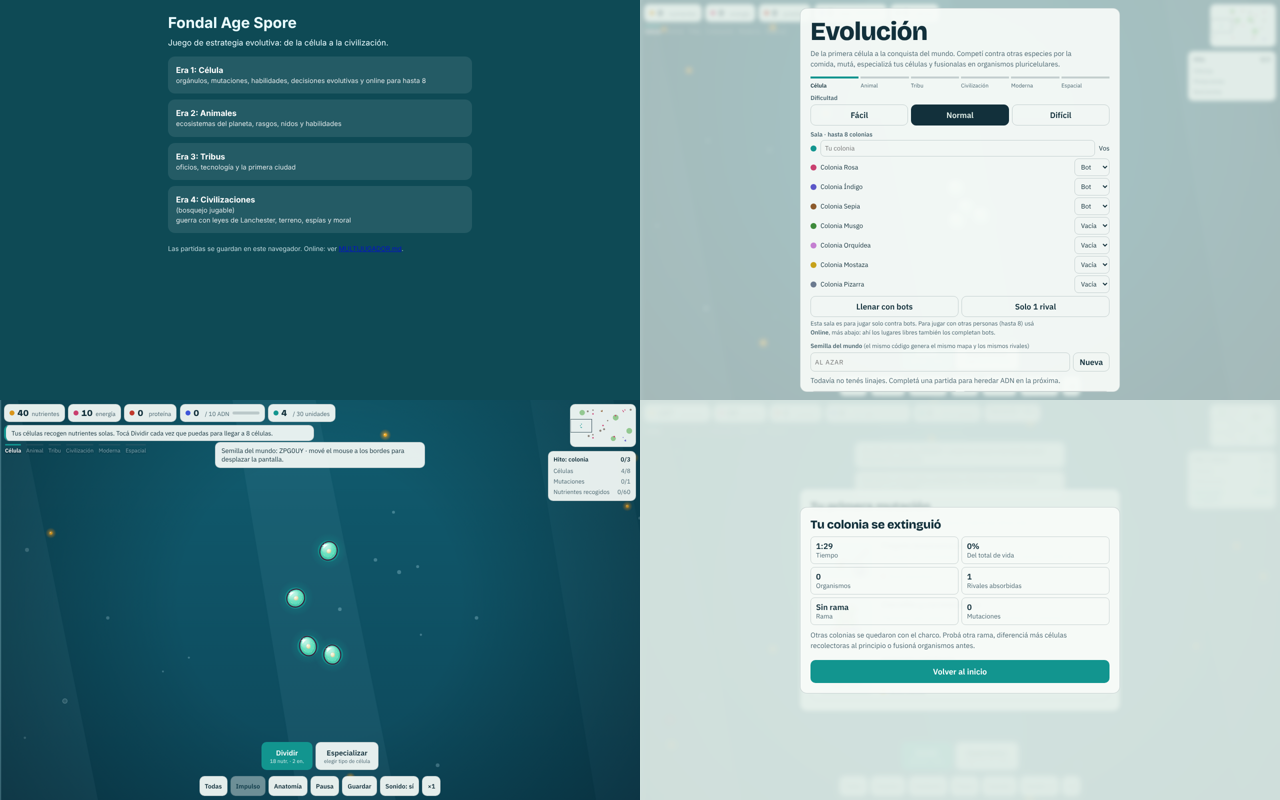 Fondal Age Spore
Juego de estrategia evolutiva: de la célula a la civilización.
Era 1: Célula
orgánulos, mutaciones, habilidades, decisiones evolutivas y online para hasta 8
Era 2: Animales
ecosistemas del planeta, rasgos, nidos y habilidades
Era 3: Tribus
oficios, tecnología y la primera ciudad
Era 4: Civilizaciones
(bosquejo jugable)
guerra con leyes de Lanchester, terreno, espías y moral
Las partidas se guardan en este navegador. Online: ver
Evolución
De la primera célula a la conquista del mundo. Competí contra otras especies por la
comida, mutá, especializá tus células y fusionalas en organismos pluricelulares.
Célula Animal Tribu Civilización Moderna Espacial
Dificultad
Fácil Normal Difícil
Sala - hasta 8 colonias
Tu colonia Vos
Colonia Rosa Bot
Colonia Índigo Bot
Colonia Sepia Bot
Colonia Musgo Vacía
Colonia Orquídea Vacía
Colonia Mostaza Vacía
Colonia Pizarra Vacía
Llenar con bots Solo 1 rival
Esta sala es para jugar solo contra bots. Para jugar con otras personas (hasta 8) usá
Online, más abajo: ahí los lugares libres también los completan bots.
Semilla del mundo (el mismo código genera el mismo mapa y los mismos rivales)
AL AZAR Nueva
Todavía no tenés linajes. Completá una partida para heredar ADN en la próxima.
40 nutrientes 10 energía 0 proteína 0 / 10 ADN 4 / 30 unidades
Tus células recogen nutrientes solas. Tocá Dividir cada vez que puedas para llegar a 8 células.
Célula Animal Tribu Civilización Moderna Espacial
Semilla del mundo: ZPG0UY - mové el mouse a los bordes para
desplazar la pantalla.
Hito: colonia 0/3
Células 4/8
Mutaciones 0/1
Nutrientes recogidos 0/60
Dividir
18 nutr. · 2 en.
Especializar
elegir tipo de célula
Todas Impulso Anatomía Pausa Guardar Sonido: sí ×1
Tu colonia se extinguió
1:29
Tiempo
0%
Del total de vida
0
Organismos
1
Rivales absorbidas
Sin rama
Rama
0
Mutaciones
Otras colonias se quedaron con el charco. Probá otra rama, diferenciá más células
recolectoras al principio o fusioná organismos antes.
Volver al inicio